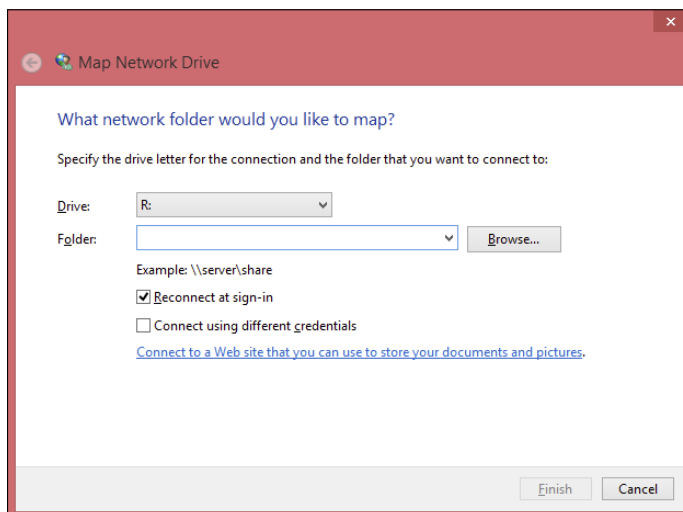 Map Network Drive
What network folder would you like to map?
Specify the drive letter for the connection and the folder that you want to connect to:
Drive: R:
Folder: Browse...
Example: \\server\share
Reconnect at sign-in
Connect using different credentials
Connect to a Web site that you can use to store your documents and pictures.
Finish Cancel